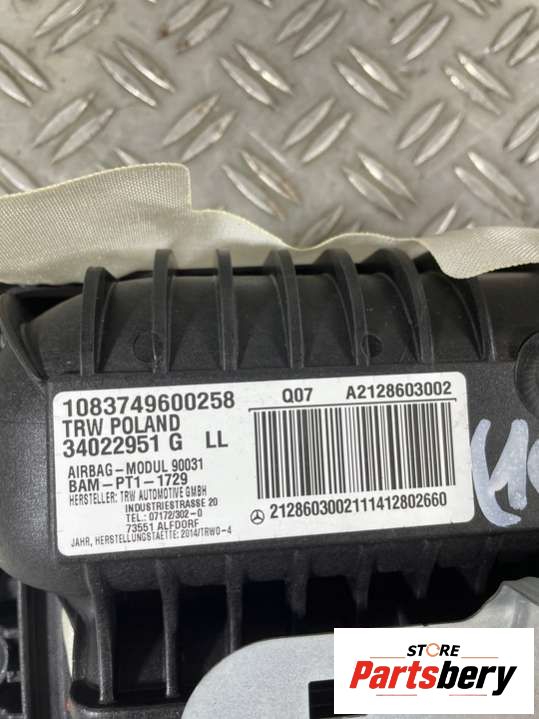 1083749600258
TRW POLAND
34022951 G LL
AIRBAG-MODUL 90031
BAM-PT1-1729
HERSTELLER: TRW AUTOMOTIVE GMBH
INDUSTRIESTRASSE 20
TEL.: 07172/302-0
73551 ALFDORF
JAHR, HERSTELLUNGSTAETTE: 2014/TRWO-4
Q07 A2128603002
2128603002111412802660
STORE
Partsbery